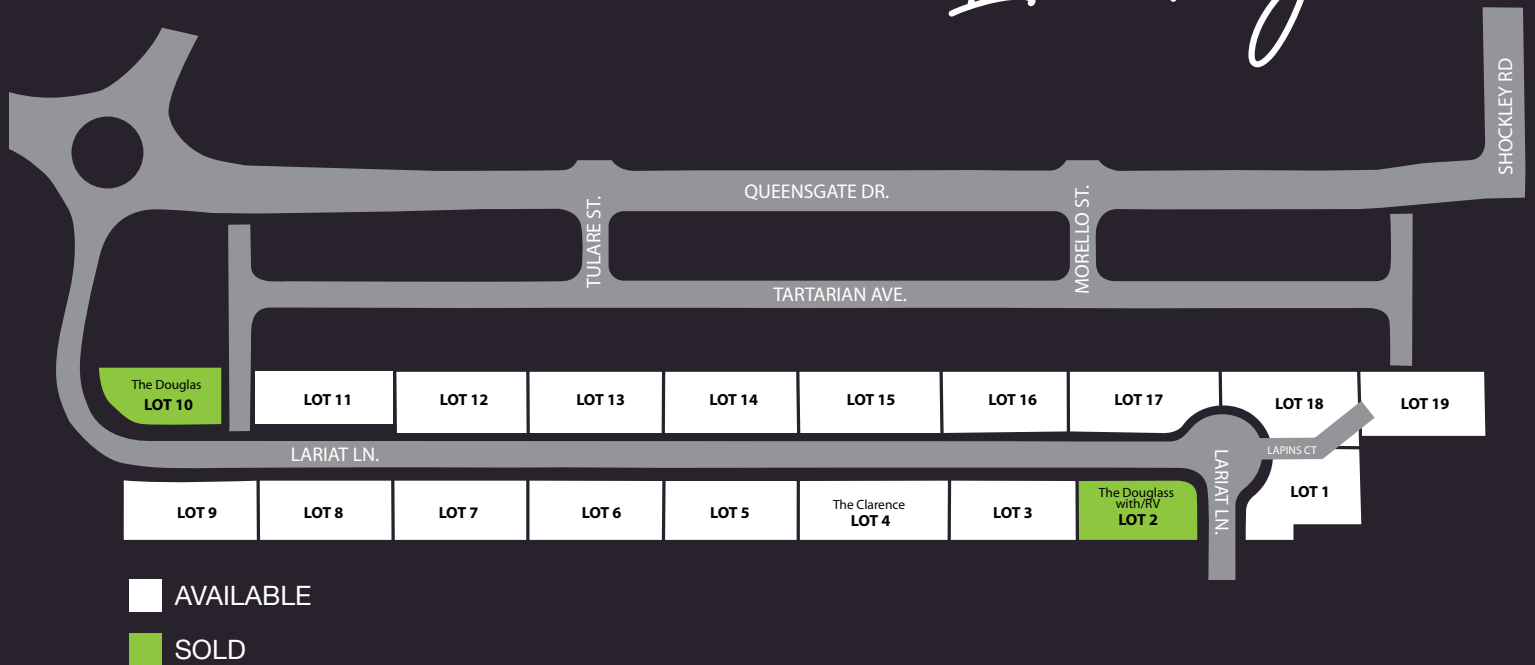 SHOCKLEY RD
QUEENSGATE DR.
TULARE ST.
MORELLO ST.
TARTARIAN AVE.
The Douglas
LOT 10
LOT 11
LOT 12
LOT 13
LOT 14
LOT 15
LOT 16
LOT 17
LOT 18
LOT 19
LARIAT LN.
LARIAT LN.
LAPINS CT
LOT 9
LOT 8
LOT 7
LOT 6
LOT 5
The Clarence
LOT 4
LOT 3
The Douglass
with/RV
LOT 2
LOT 1
AVAILABLE
SOLD